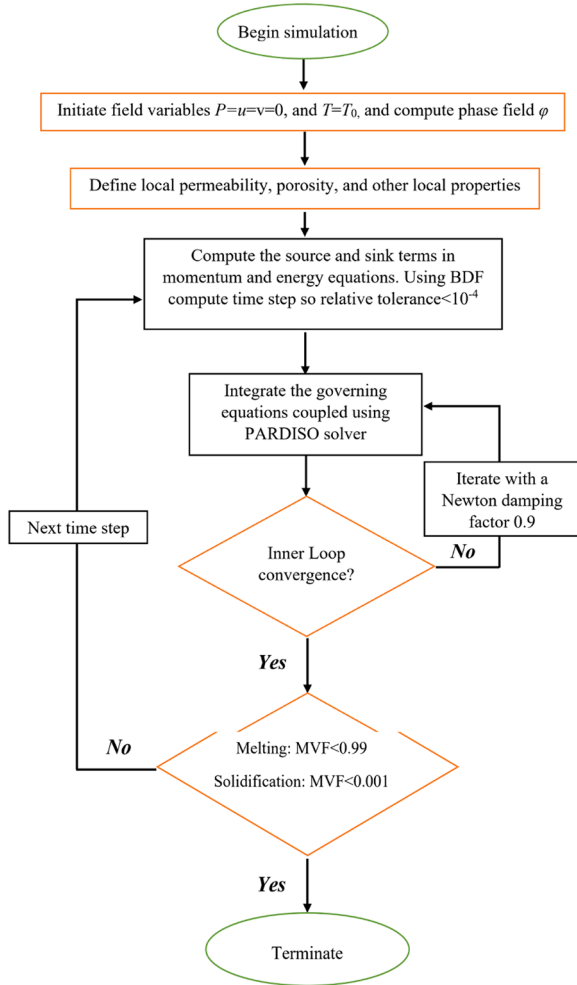 Begin simulation
Initiate field variables P=u=v=0, and T=T₀, and compute phase field φ
Define local permeability, porosity, and other local properties
Compute the source and sink terms in
momentum and energy equations. Using BDF
compute time step so relative tolerance<10⁻⁴
Integrate the governing
equations coupled using
PARDISO solver
Iterate with a
Newton damping
factor 0.9
Next time step
Inner Loop
convergence?
No
Yes
No
Melting: MVF<0.99
Solidification: MVF<0.001
Yes
Terminate